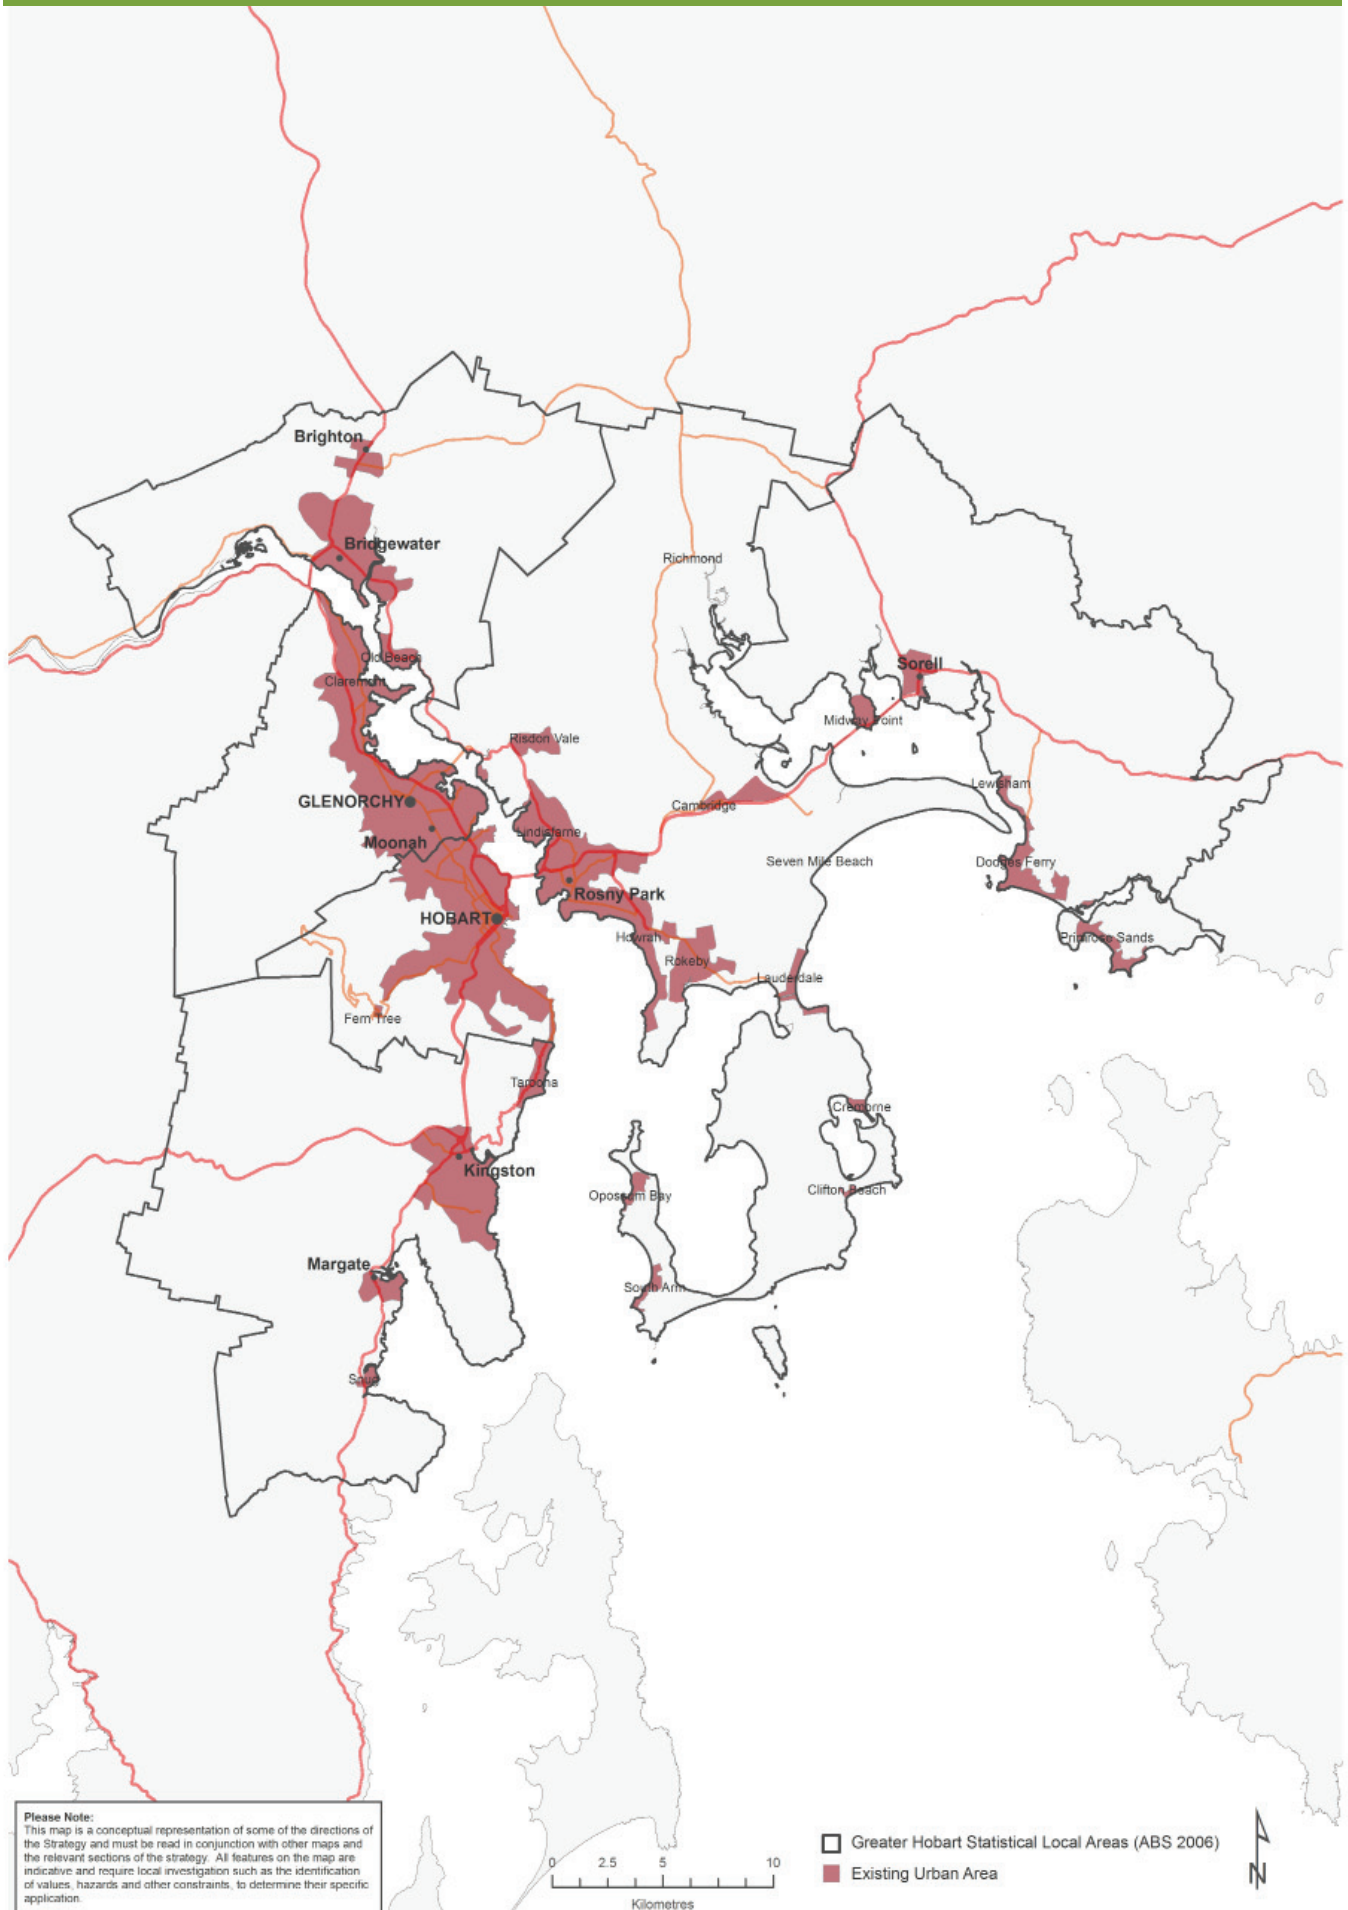 Brighton
Bridgewater
Richmond
Old Beach
Sorell
Claremont
Midway Point
Risdon Vale
Lewisham
GLENORCHY
Cambridge
Lindisfarne
Moonah
Seven Mile Beach
Dodges Ferry
Rosny Park
HOBART
Howrah
Primrose Sands
Rokeby
Lauderdale
Fern Tree
Taroona
Cremorne
Kingston
Clifton Beach
Opossum Bay
Margate
South Arm
Snug
Please Note:
This map is a conceptual representation of some of the directions of
the Strategy and must be read in conjunction with other maps and
the relevant sections of the strategy. All features on the map are
indicative and require local investigation such as the identification
of values, hazards and other constraints, to determine their specific
application.
0 2.5 5 10
Kilometres
Greater Hobart Statistical Local Areas (ABS 2006)
Existing Urban Area
N